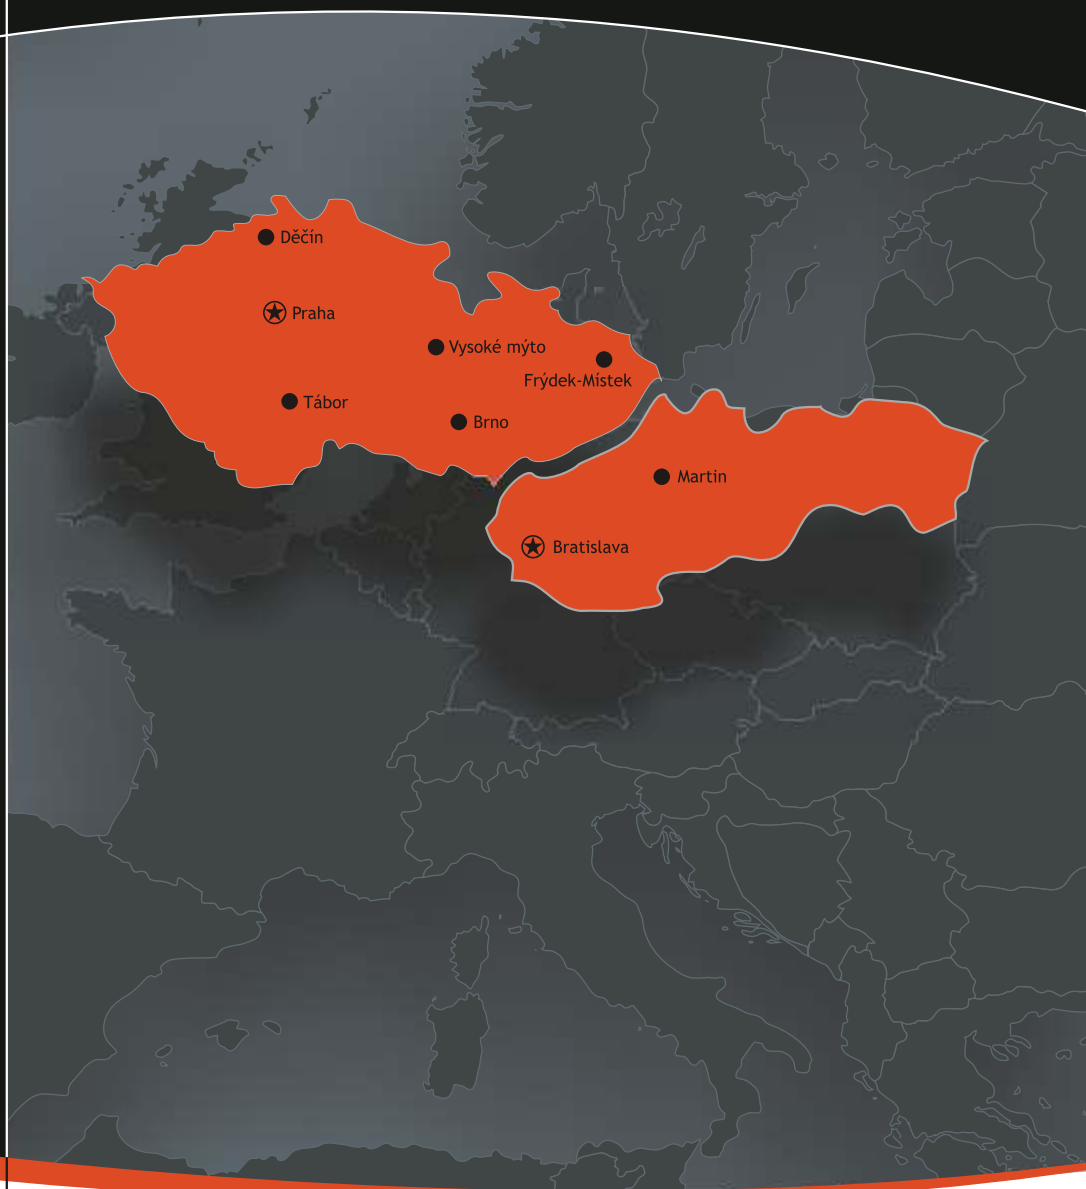 Děčín
Praha
Vysoké mýto
Frýdek-Místek
Tábor
Brno
Martin
Bratislava